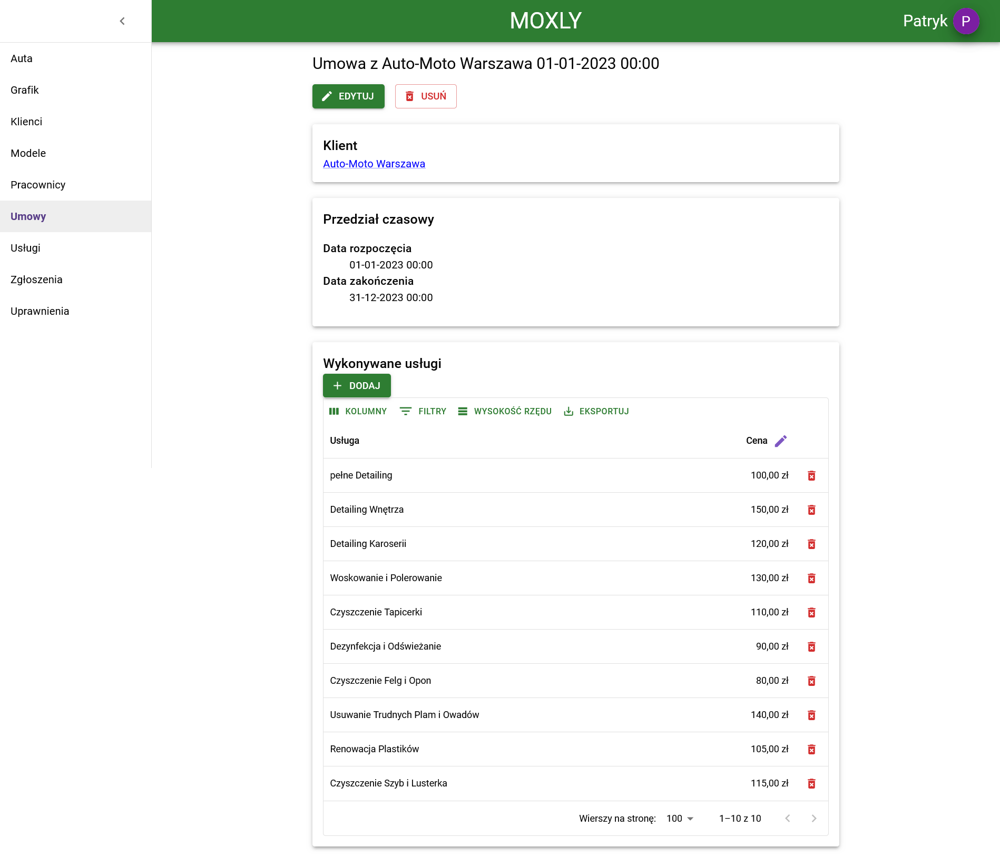 MOXLY
Patryk P
Auta
Grafik
Klienci
Modele
Pracownicy
Umowy
Usługi
Zgłoszenia
Uprawnienia
Umowa z Auto-Moto Warszawa 01-01-2023 00:00
EDYTUJ USUŃ
Klient
Auto-Moto Warszawa
Przedział czasowy
Data rozpoczęcia
01-01-2023 00:00
Data zakończenia
31-12-2023 00:00
Wykonywane usługi
DODAJ
KOLUMNY FILTRY WYSOKOŚĆ RZĘDU EKSPORTUJ
Usługa Cena
pełne Detailing 100,00 zł
Detailing Wnętrza 150,00 zł
Detailing Karoserii 120,00 zł
Woskowanie i Polerowanie 130,00 zł
Czyszczenie Tapicerki 110,00 zł
Dezynfekcja i Odświeżanie 90,00 zł
Czyszczenie Felg i Opon 80,00 zł
Usuwanie Trudnych Plam i Owadów 140,00 zł
Renowacja Plastików 105,00 zł
Czyszczenie Szyb i Lusterka 115,00 zł
Wierszy na stronę: 100 1–10 z 10